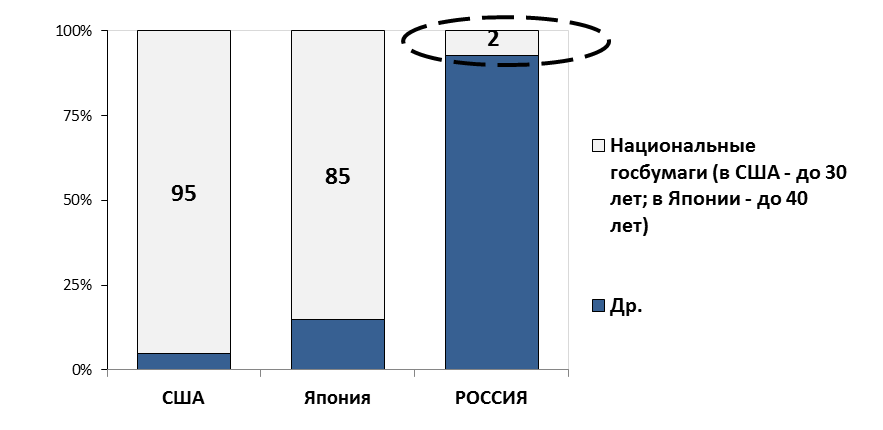 100%
75%
50%
25%
0%
95
85
2
США
Япония
РОССИЯ
Национальные
госбумаги (в США - до 30
лет; в Японии - до 40
лет)
Др.